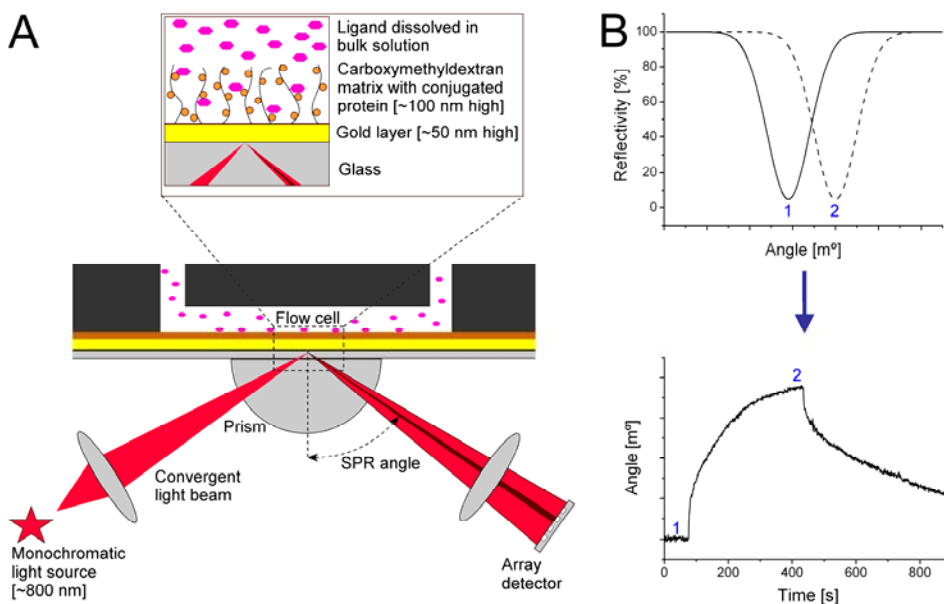 A
Ligand dissolved in
bulk solution
Carboxymethyldextran
matrix with conjugated
protein [~100 nm high]
Gold layer [~50 nm high]
Glass
Flow cell
Prism
SPR angle
Convergent
light beam
Monochromatic
light source
[~800 nm]
Array
detector
B
Reflectivity [%]
100
80
60
40
20
0
1
2
Angle [mº]
Angle [mº]
1
2
0
200
400
600
800
Time [s]